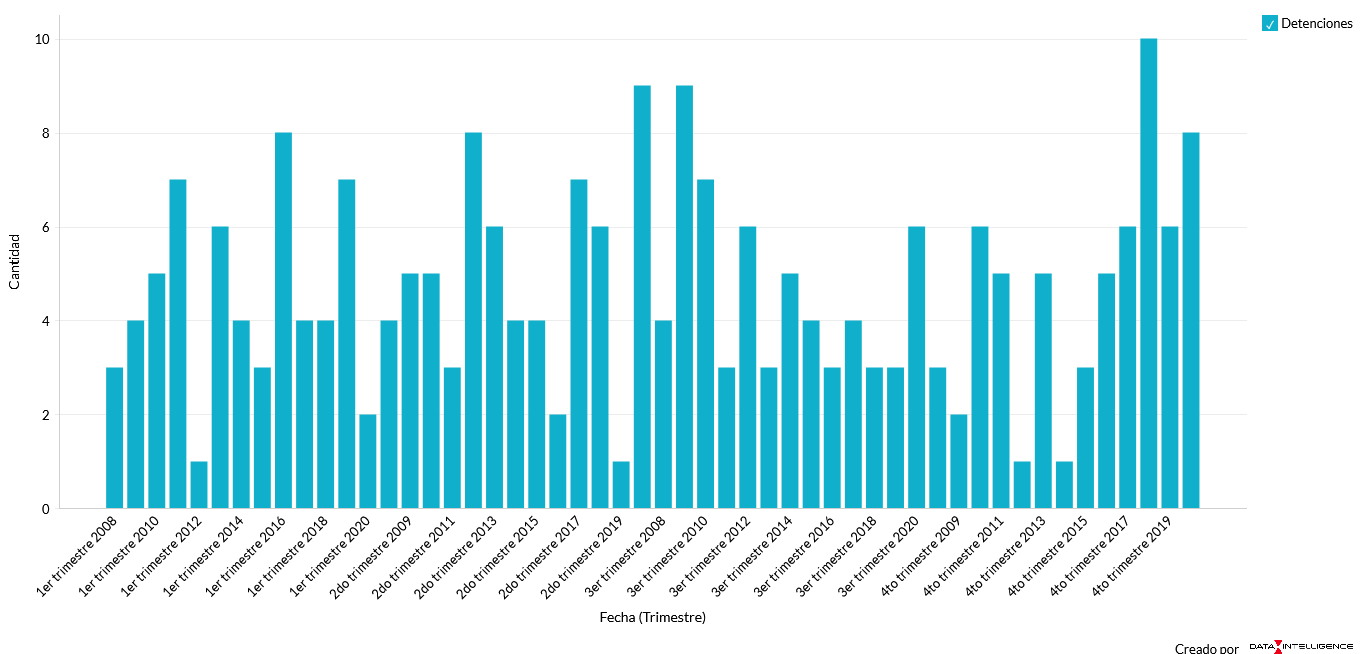 Detenciones
10
8
6
4
2
0
Cantidad
1er trimestre 2008
1er trimestre 2010
1er trimestre 2012
1er trimestre 2014
1er trimestre 2016
1er trimestre 2018
1er trimestre 2020
2do trimestre 2009
2do trimestre 2011
2do trimestre 2013
2do trimestre 2015
2do trimestre 2017
2do trimestre 2019
3er trimestre 2008
3er trimestre 2010
3er trimestre 2012
3er trimestre 2014
3er trimestre 2016
3er trimestre 2018
3er trimestre 2020
4to trimestre 2009
4to trimestre 2011
4to trimestre 2013
4to trimestre 2015
4to trimestre 2017
4to trimestre 2019
Fecha (Trimestre)
Creado por DATA INTELLIGENCE